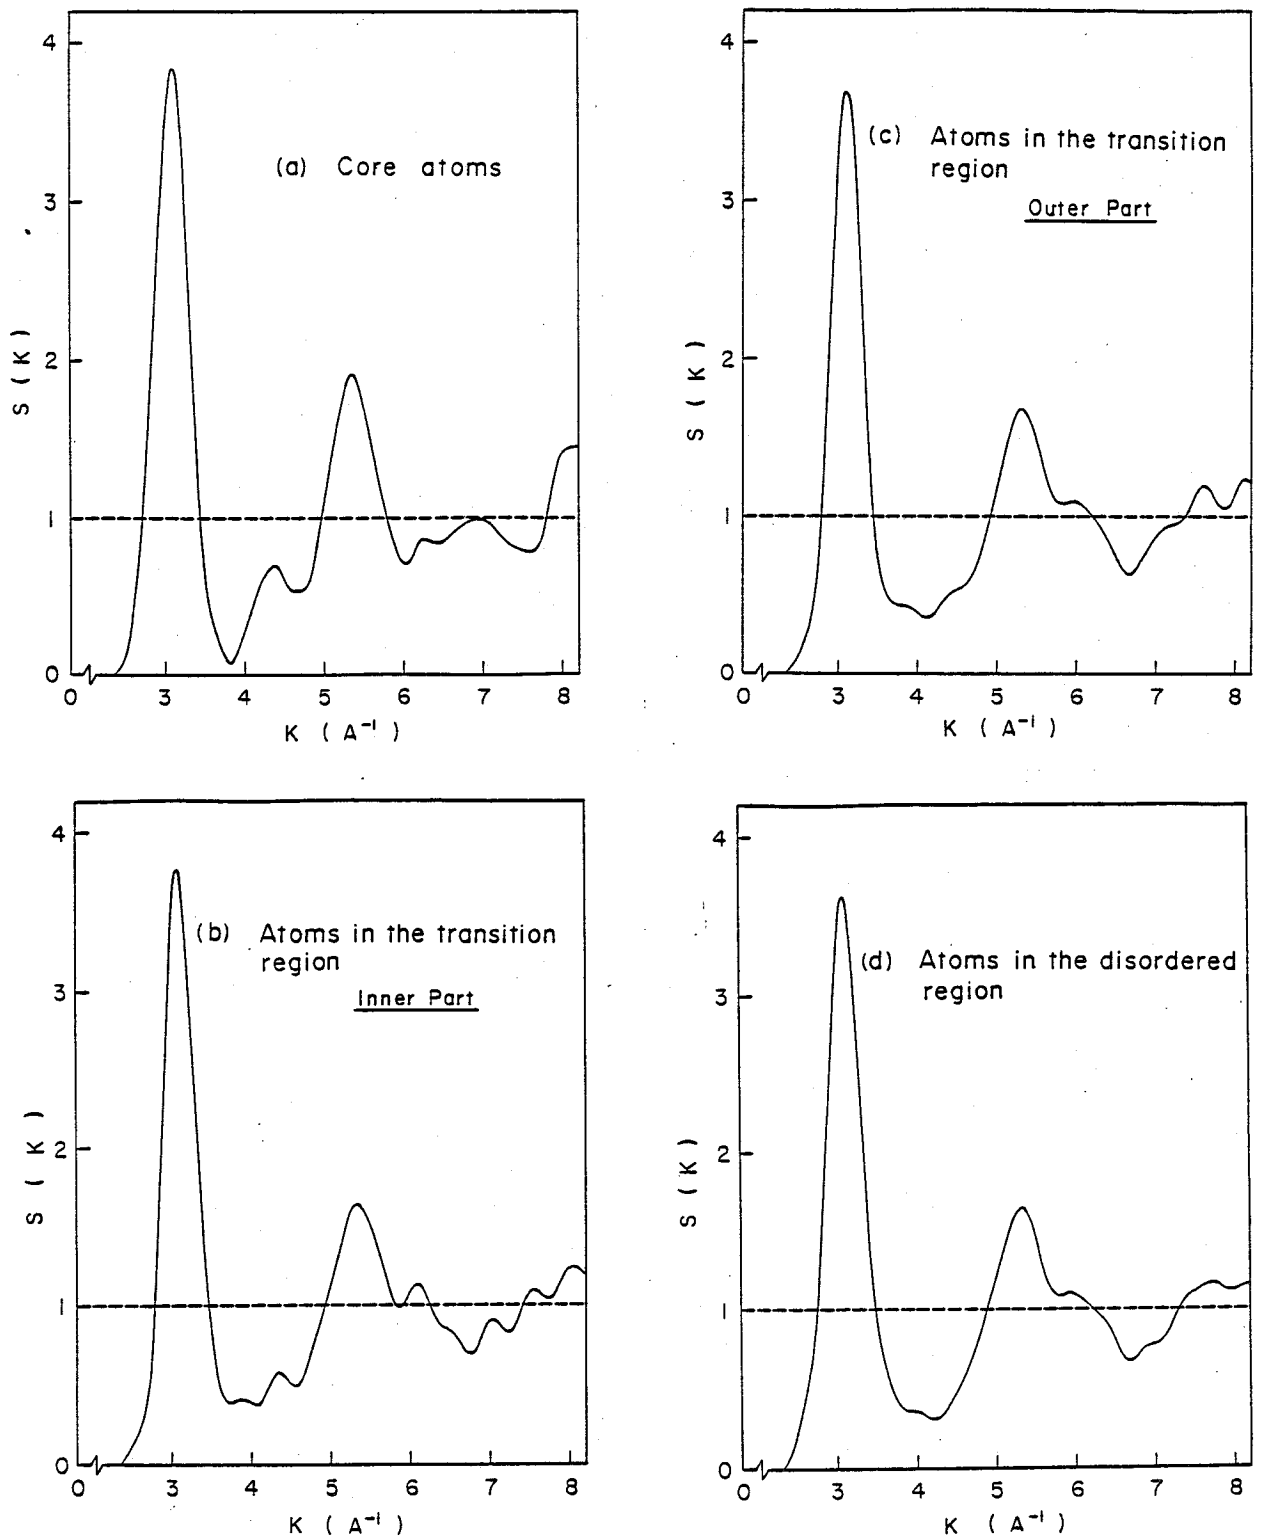 4
3
2
1
0
S (K)
(a) Core atoms
0 3 4 5 6 7 8
K (A⁻¹)
4
3
2
1
0
S (K)
(c) Atoms in the transition
region
Outer Part
0 3 4 5 6 7 8
K (A⁻¹)
4
3
2
1
0
S (K)
(b) Atoms in the transition
region
Inner Part
0 3 4 5 6 7 8
K (A⁻¹)
4
3
2
1
0
S (K)
(d) Atoms in the disordered
region
0 3 4 5 6 7 8
K (A⁻¹)